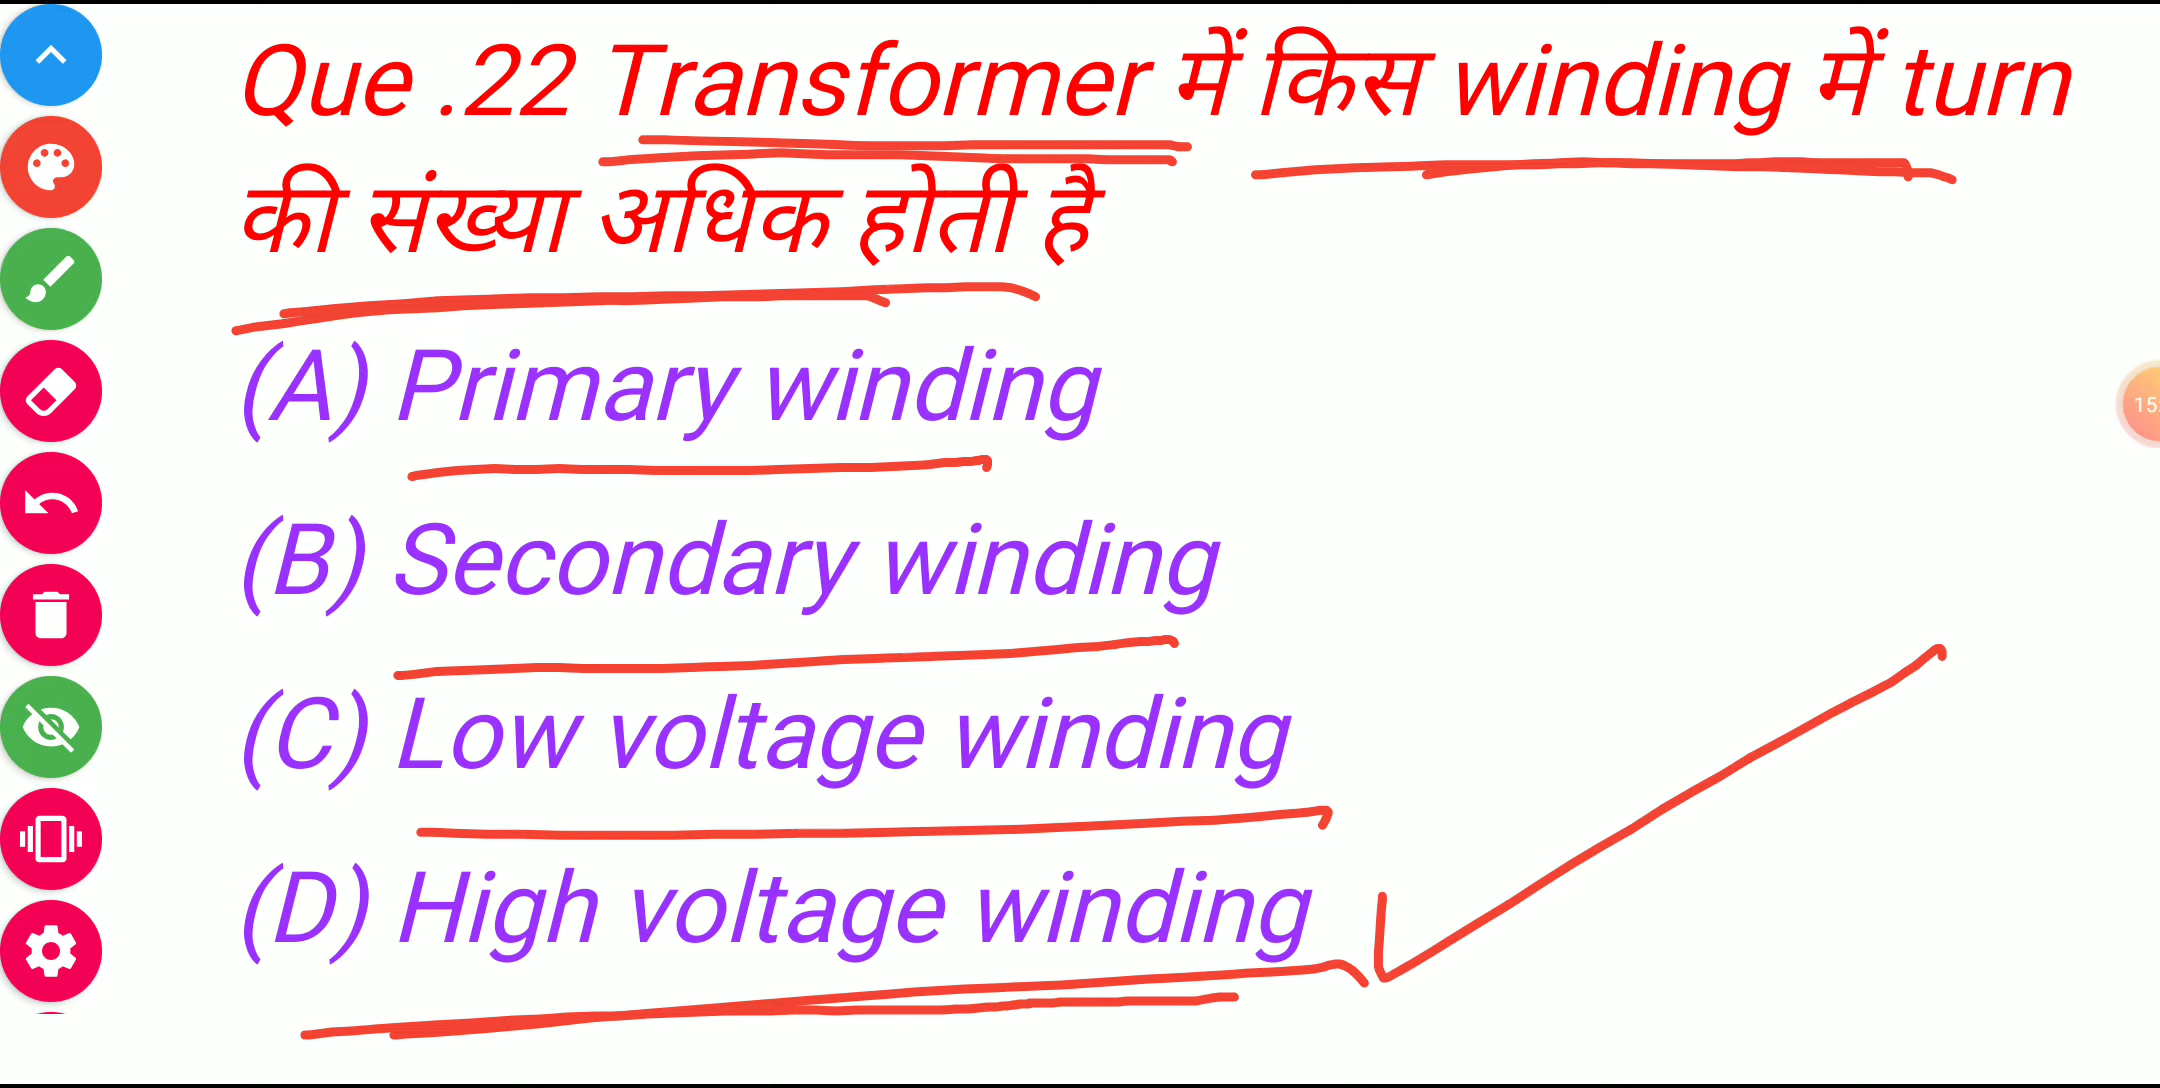 Que .22 Transformer में किस winding में turn
की संख्या अधिक होती है
(A) Primary winding
(B) Secondary winding
(C) Low voltage winding
(D) High voltage winding